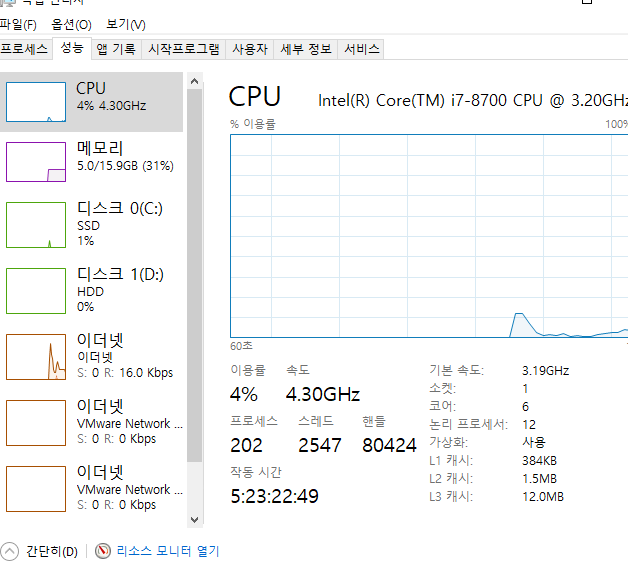 파일(F) 옵션(O) 보기(V)
프로세스 성능 앱 기록 시작프로그램 사용자 세부 정보 서비스
CPU
4% 4.30GHz
메모리
5.0/15.9GB (31%)
디스크 0(C:)
SSD
1%
디스크 1(D:)
HDD
0%
이더넷
이더넷
S: 0 R: 16.0 Kbps
이더넷
VMware Network ...
S: 0 R: 0 Kbps
이더넷
VMware Network ...
S: 0 R: 0 Kbps
CPU Intel(R) Core(TM) i7-8700 CPU @ 3.20GHz
% 이용률 100%
60초
이용률 속도
4% 4.30GHz
프로세스 스레드 핸들
202 2547 80424
작동 시간
5:23:22:49
기본 속도: 3.19GHz
소켓: 1
코어: 6
논리 프로세서: 12
가상화: 사용
L1 캐시: 384KB
L2 캐시: 1.5MB
L3 캐시: 12.0MB
간단히(D) 리소스 모니터 열기